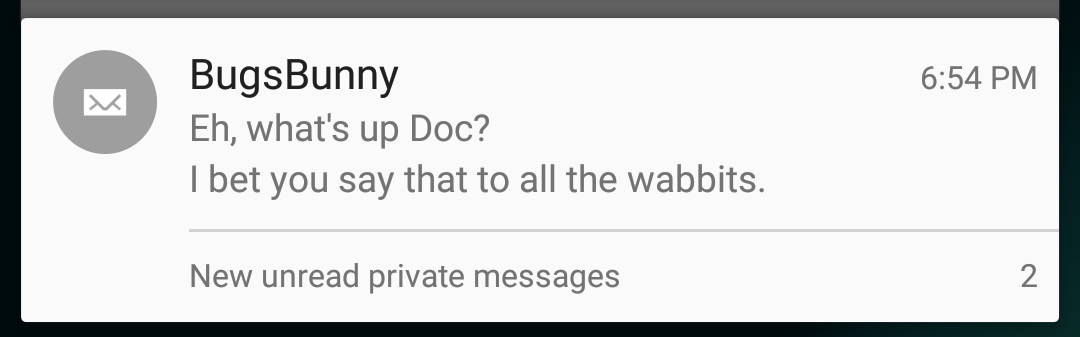 BugsBunny 6:54 PM
Eh, what's up Doc?
I bet you say that to all the wabbits.
New unread private messages 2